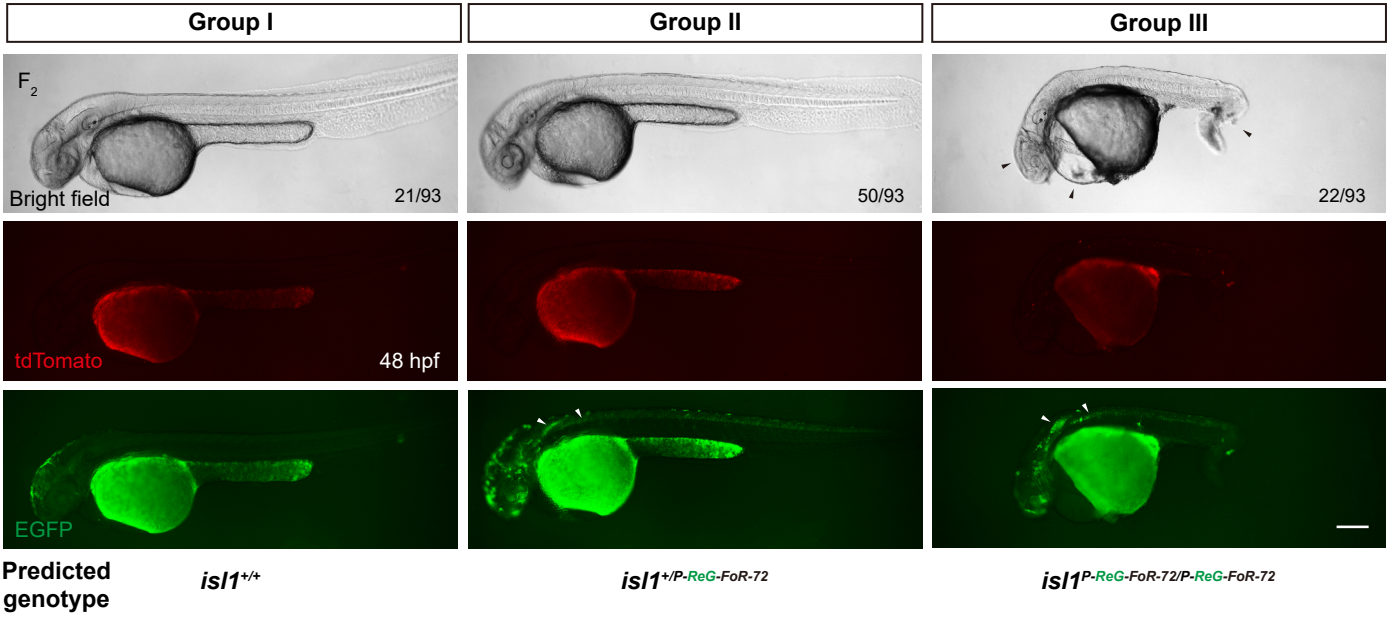 Group I
Group II
Group III
F2
Bright field
21/93
50/93
22/93
tdTomato
48 hpf
EGFP
Predicted
genotype
isl1+/+
isl1+/P-ReG-FoR-72
isl1P-ReG-FoR-72/P-ReG-FoR-72